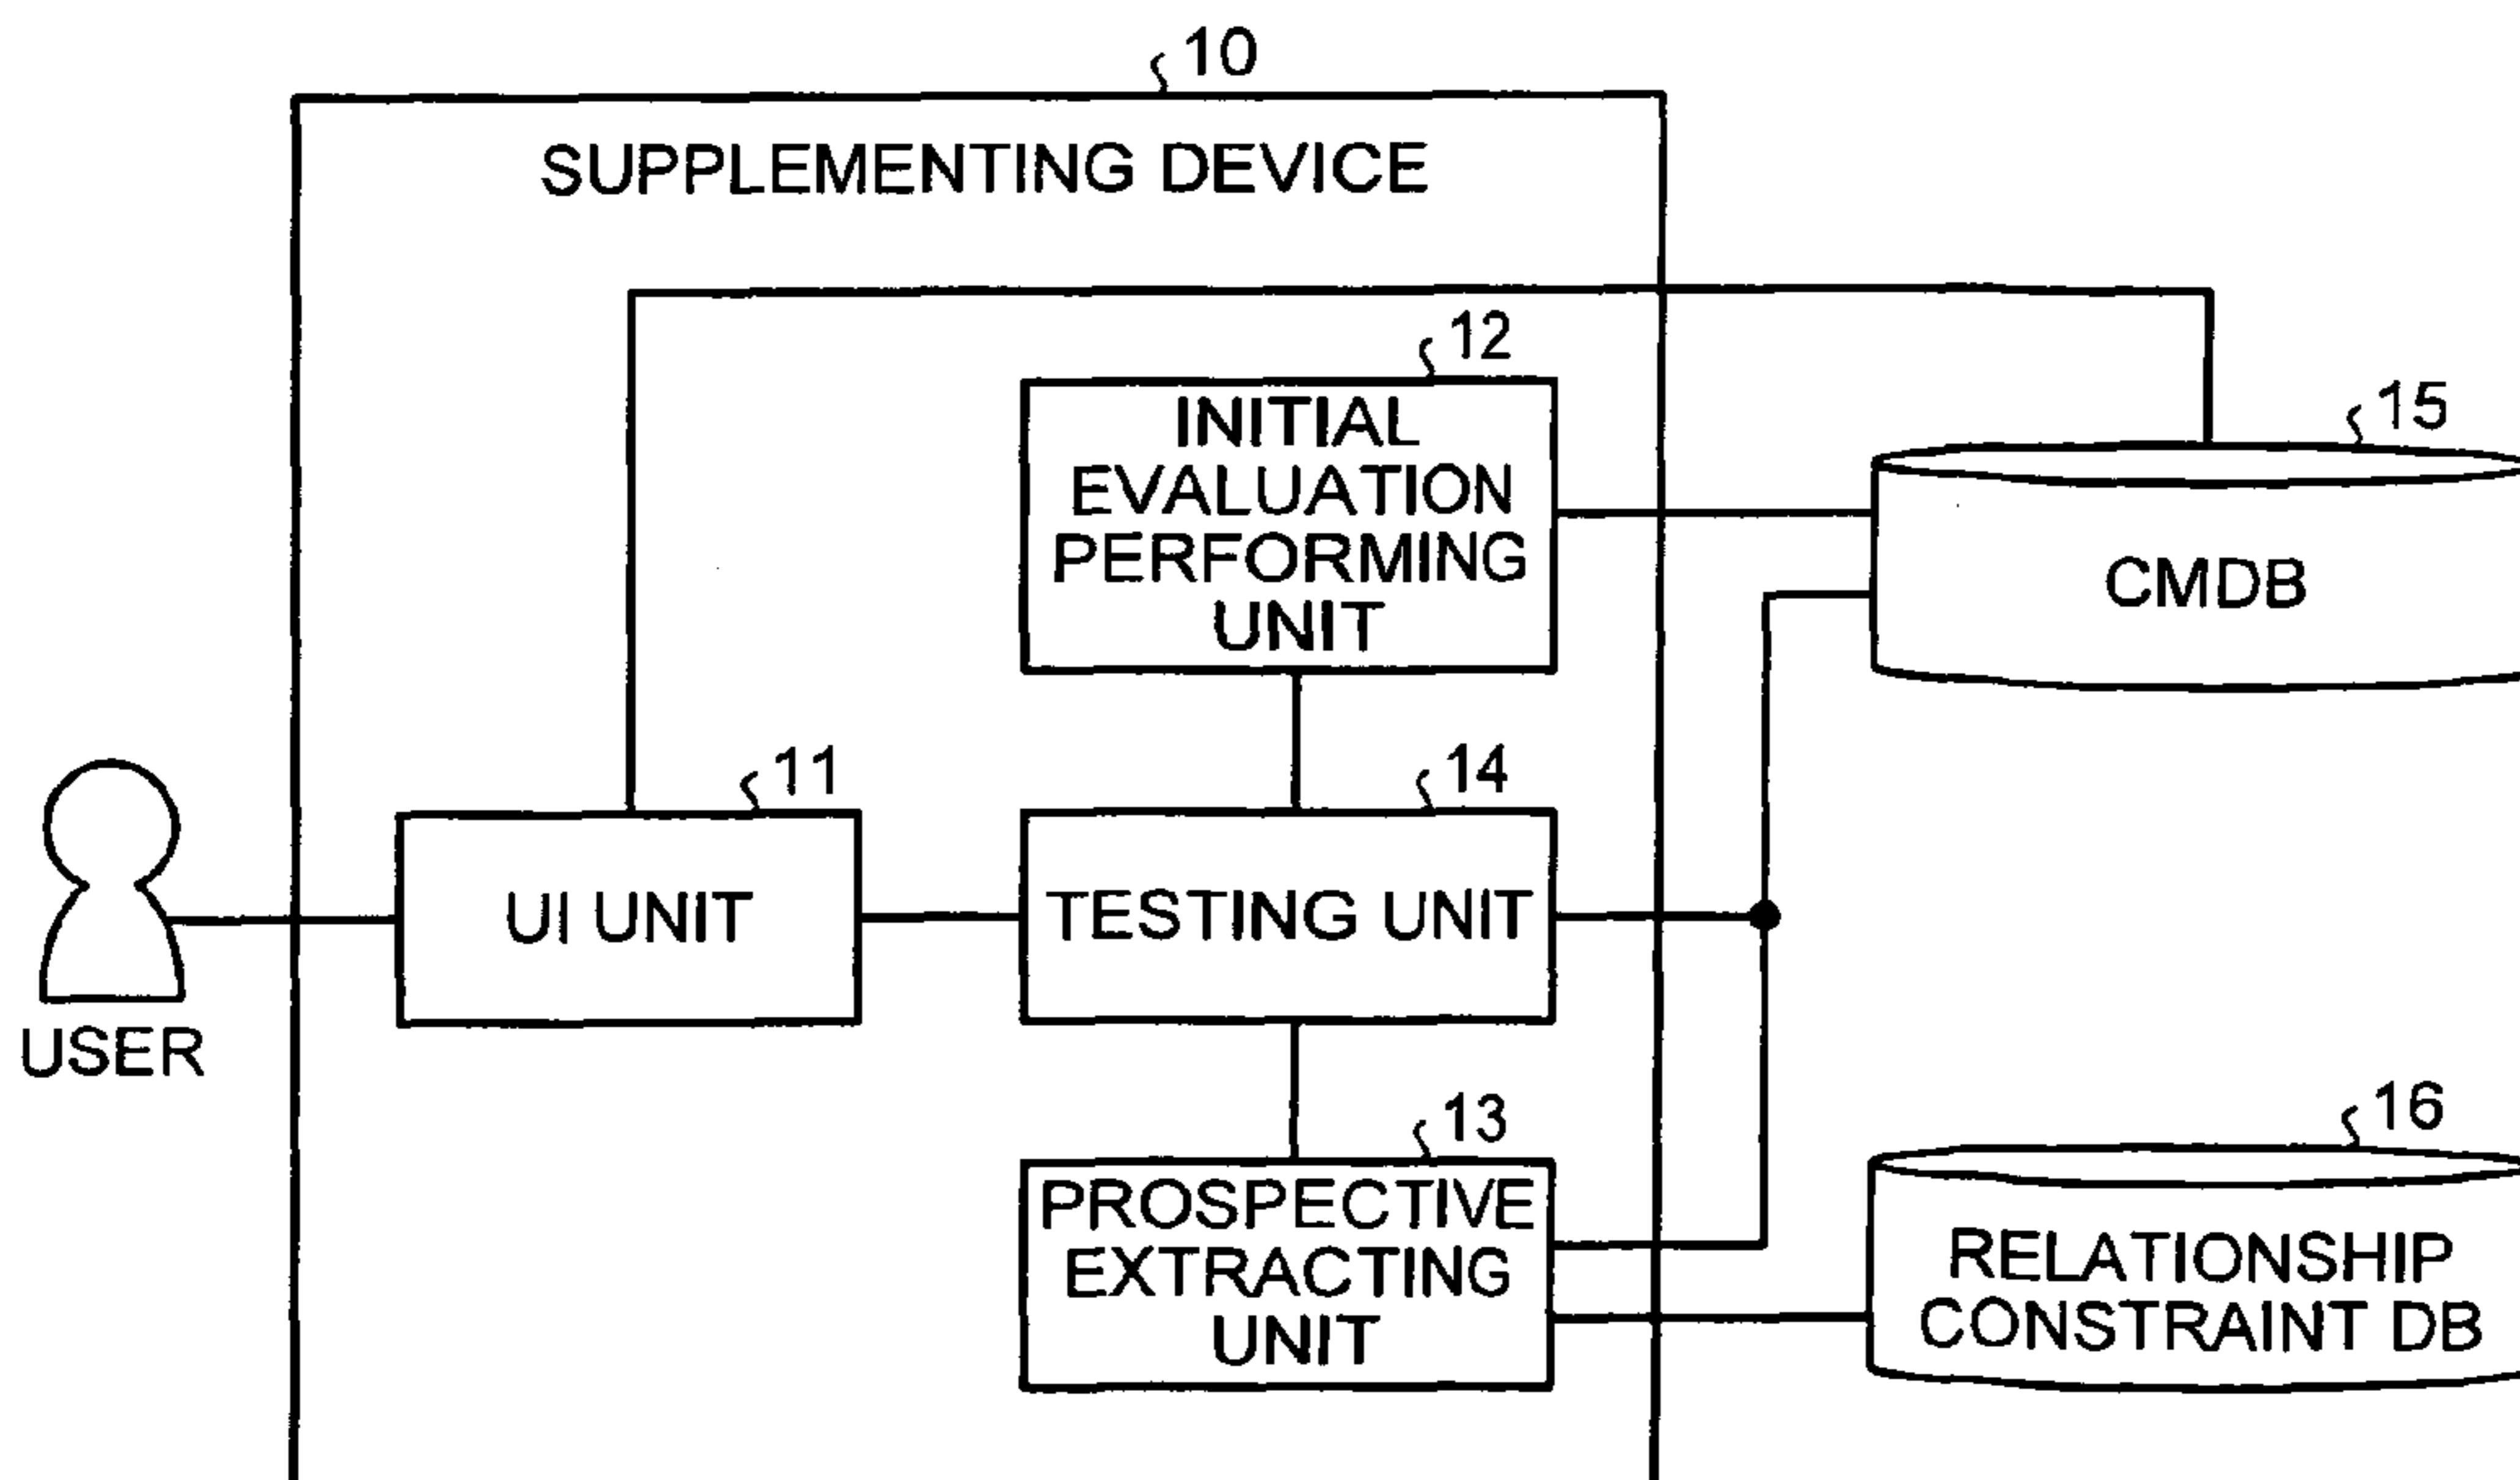 10
SUPPLEMENTING DEVICE
12
INITIAL
EVALUATION
PERFORMING
UNIT
15
CMDB
11
UI UNIT
14
TESTING UNIT
USER
13
PROSPECTIVE
EXTRACTING
UNIT
16
RELATIONSHIP
CONSTRAINT DB